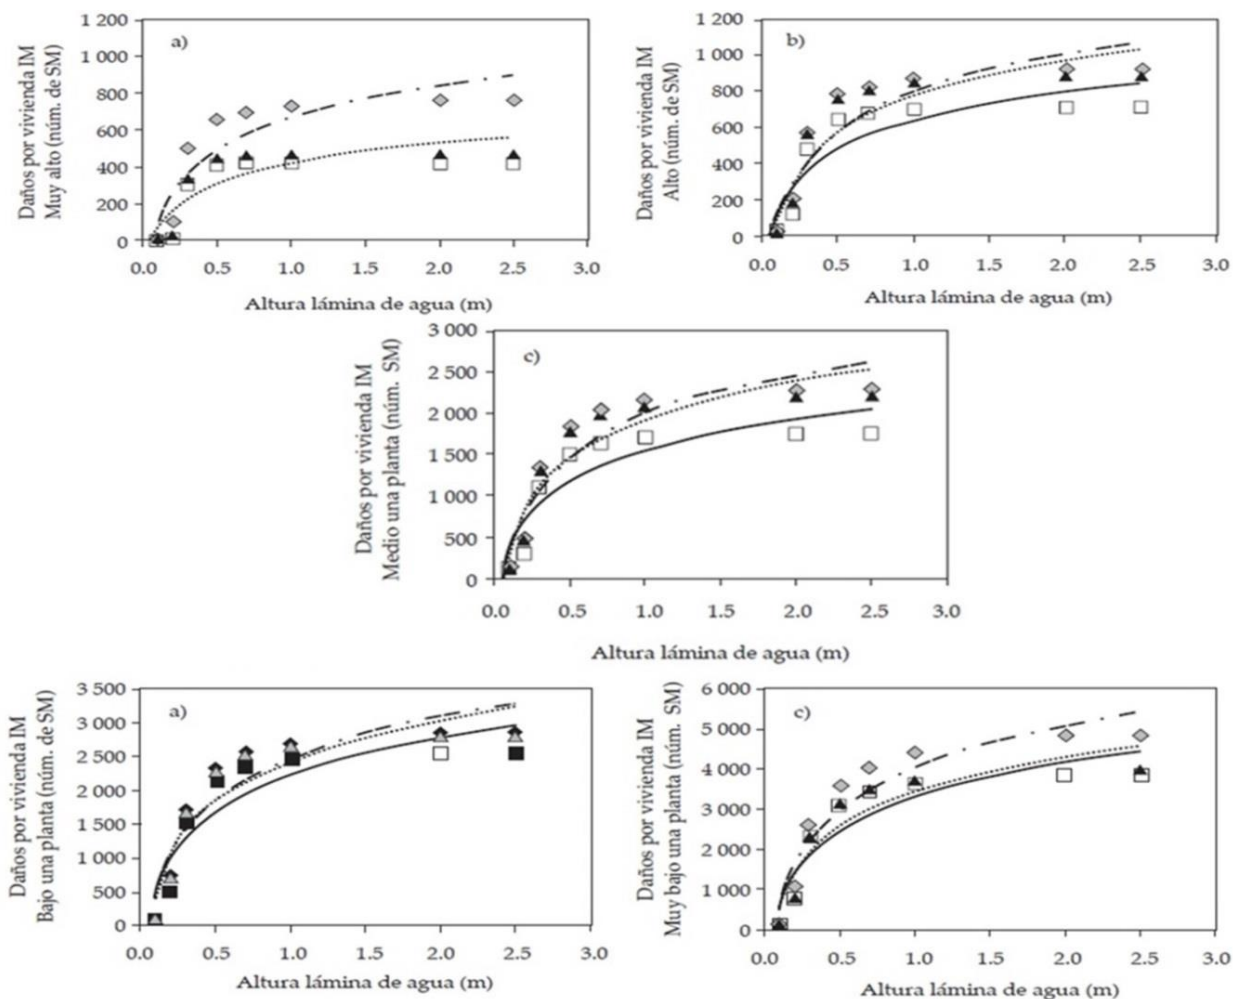 Daños por vivienda IM
Muy alto (núm. de SM)
1 200
1 000
800
600
400
200
0
a)
0.0 0.5 1.0 1.5 2.0 2.5 3.0
Altura lámina de agua (m)
Daños por vivienda IM
Alto (núm. de SM)
1 200
1 000
800
600
400
200
0
b)
0.0 0.5 1.0 1.5 2.0 2.5 3.0
Altura lámina de agua (m)
Daños por vivienda IM
Medio una planta (núm. SM)
3 000
2 500
2 000
1 500
1 000
500
0
c)
0.0 0.5 1.0 1.5 2.0 2.5 3.0
Altura lámina de agua (m)
Daños por vivienda IM
Bajo una planta (núm. de SM)
3 500
3 000
2 500
2 000
1 500
1 000
500
0
a)
0.0 0.5 1.0 1.5 2.0 2.5 3.0
Altura lámina de agua (m)
Daños por vivienda IM
Muy bajo una planta (núm. SM)
6 000
5 000
4 000
3 000
2 000
1 000
0
c)
0.0 0.5 1.0 1.5 2.0 2.5 3.0
Altura lámina de agua (m)